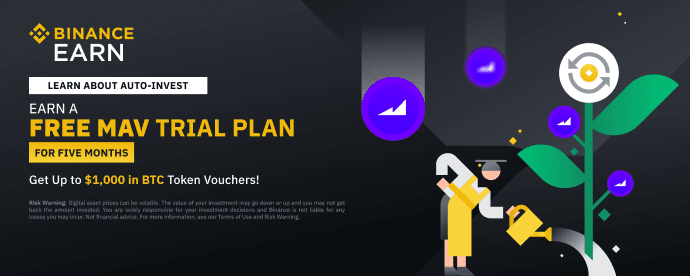 BINANCE
EARN
LEARN ABOUT AUTO-INVEST
EARN A
FREE MAV TRIAL PLAN
FOR FIVE MONTHS
Get Up to $1,000 in BTC Token Vouchers!
Risk Warning. Digital asset prices can be volatile. The value of your investment may go down or up and you may not get
back the amount invested. You are solely responsible for your investment decisions and Binance is not liable for any
losses you may incur. Not financial advice. For more information, see our Terms of Use and Risk Warning.